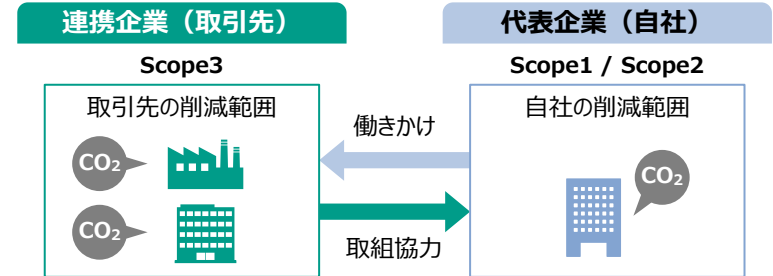 連携企業（取引先）
Scope3
取引先の削減範囲
CO₂
CO₂
働きかけ
取組協力
代表企業（自社）
Scope1 / Scope2
自社の削減範囲
CO₂